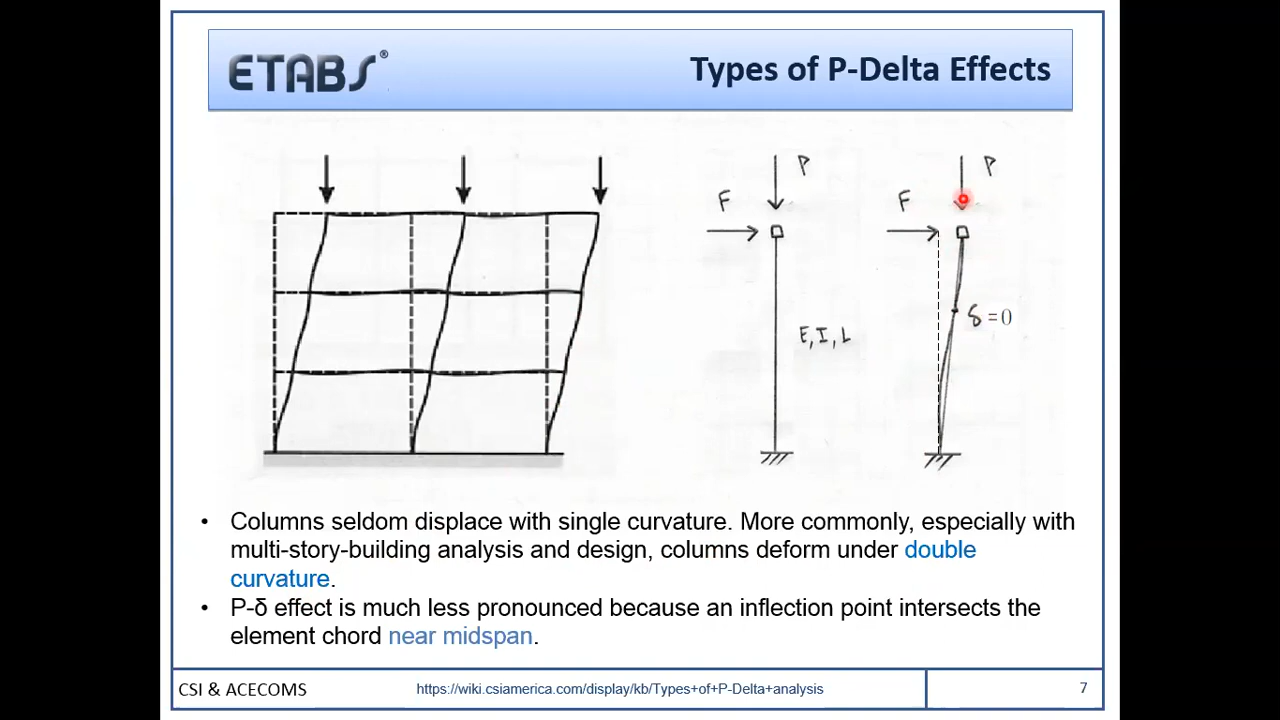 ETABS®
Types of P-Delta Effects
P
F
E, I, L
P
F
δ = 0
• Columns seldom displace with single curvature. More commonly, especially with
multi-story-building analysis and design, columns deform under double
curvature.
• P-δ effect is much less pronounced because an inflection point intersects the
element chord near midspan.
CSI & ACECOMS
https://wiki.csiamerica.com/display/kb/Types+of+P-Delta+analysis
7